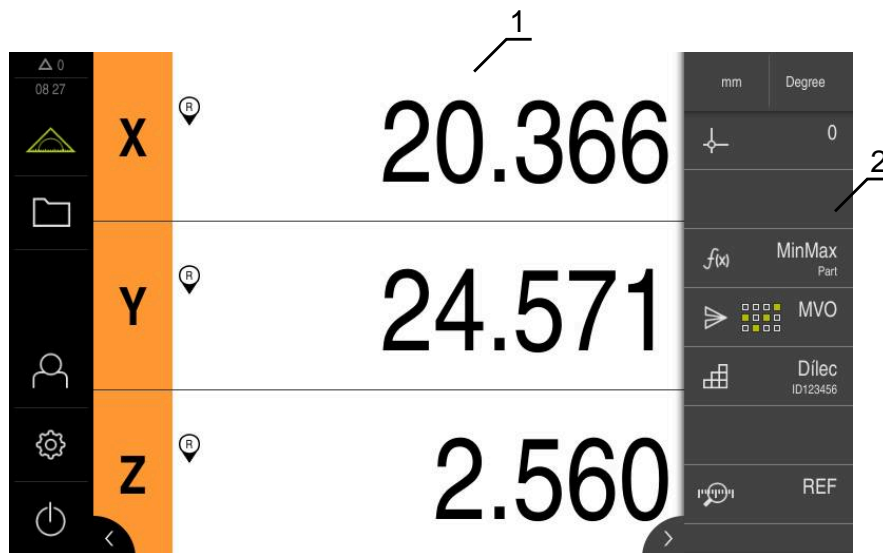 1
△ 0
08 27
X
R
20.366
mm
Degree
0
2
Y
R
24.571
f(x)
MinMax
Part
MVO
Dílec
ID123456
Z
R
2.560
REF